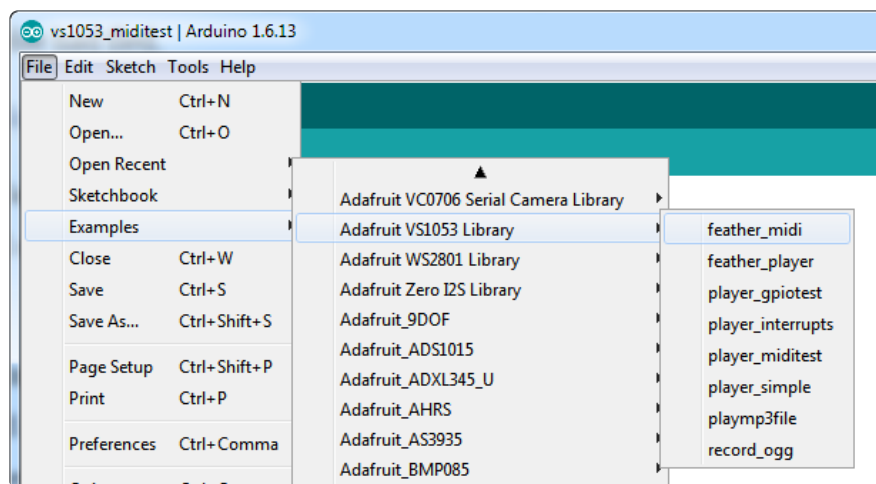 vs1053_miditest | Arduino 1.6.13
File Edit Sketch Tools Help
New Ctrl+N
Open... Ctrl+O
Open Recent
Sketchbook
Examples
Close Ctrl+W
Save Ctrl+S
Save As... Ctrl+Shift+S
Page Setup Ctrl+Shift+P
Print Ctrl+P
Preferences Ctrl+Comma
Adafruit VC0706 Serial Camera Library
Adafruit VS1053 Library
Adafruit WS2801 Library
Adafruit Zero I2S Library
Adafruit_9DOF
Adafruit_ADS1015
Adafruit_ADXL345_U
Adafruit_AHRS
Adafruit_AS3935
Adafruit_BMP085
feather_midi
feather_player
player_gpiotest
player_interrupts
player_miditest
player_simple
playmp3file
record_ogg